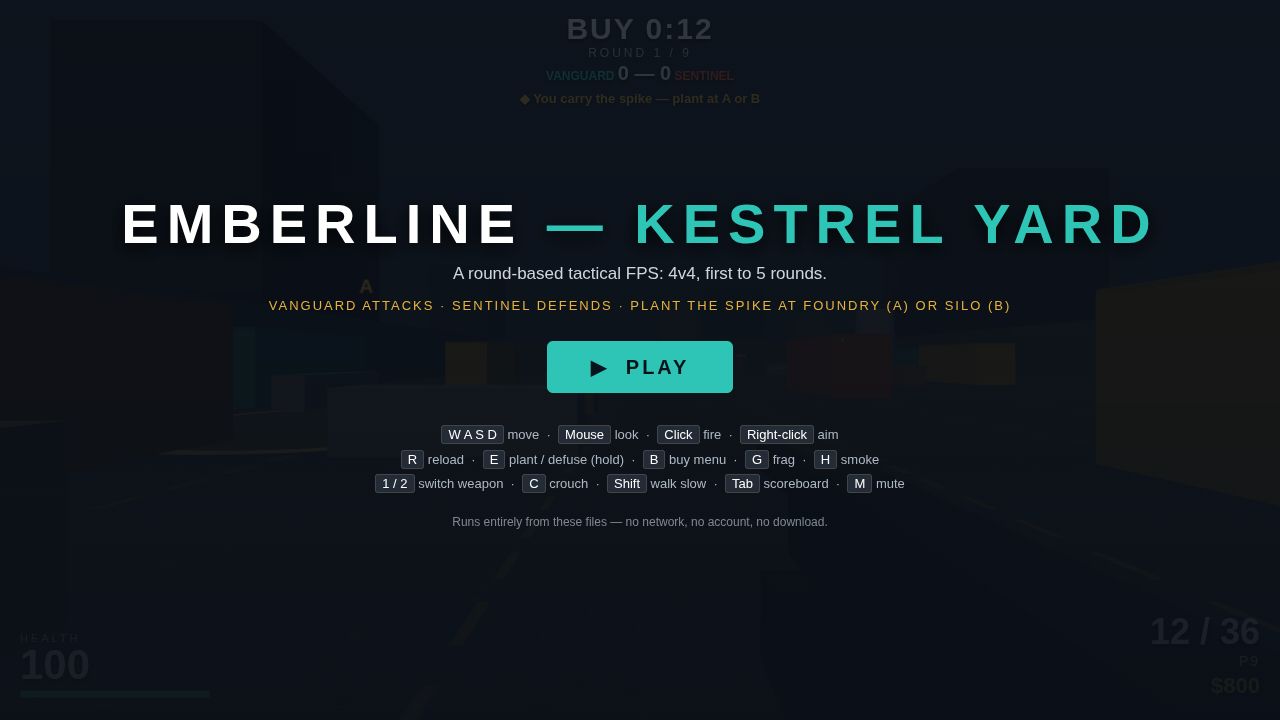 BUY 0:12
ROUND 1 / 9
VANGUARD 0 — 0 SENTINEL
◆ You carry the spike — plant at A or B
EMBERLINE — KESTREL YARD
A round-based tactical FPS: 4v4, first to 5 rounds.
A
VANGUARD ATTACKS · SENTINEL DEFENDS · PLANT THE SPIKE AT FOUNDRY (A) OR SILO (B)
▶ PLAY
W A S D move · Mouse look · Click fire · Right-click aim
R reload · E plant / defuse (hold) · B buy menu · G frag · H smoke
1 / 2 switch weapon · C crouch · Shift walk slow · Tab scoreboard · M mute
Runs entirely from these files — no network, no account, no download.
HEALTH
100
12 / 36
P9
$800